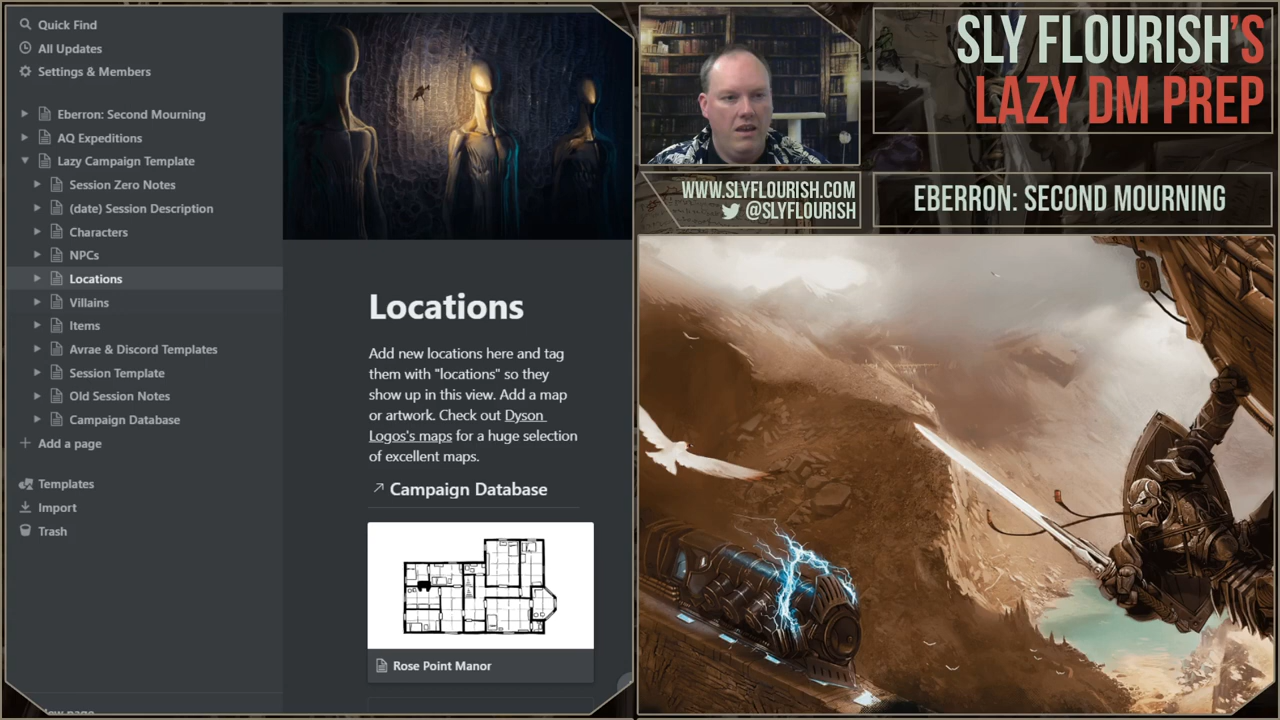 Quick Find
All Updates
Settings & Members
Eberron: Second Mourning
AQ Expeditions
Lazy Campaign Template
Session Zero Notes
(date) Session Description
Characters
NPCs
Locations
Villains
Items
Avrae & Discord Templates
Session Template
Old Session Notes
Campaign Database
Add a page
Templates
Import
Trash
Locations
Add new locations here and tag
them with "locations" so they
show up in this view. Add a map
or artwork. Check out Dyson
Logos's maps for a huge selection
of excellent maps.
Campaign Database
Rose Point Manor
SLY FLOURISH'S
LAZY DM PREP
WWW.SLYFLOURISH.COM
@SLYFLOURISH
EBERRON: SECOND MOURNING